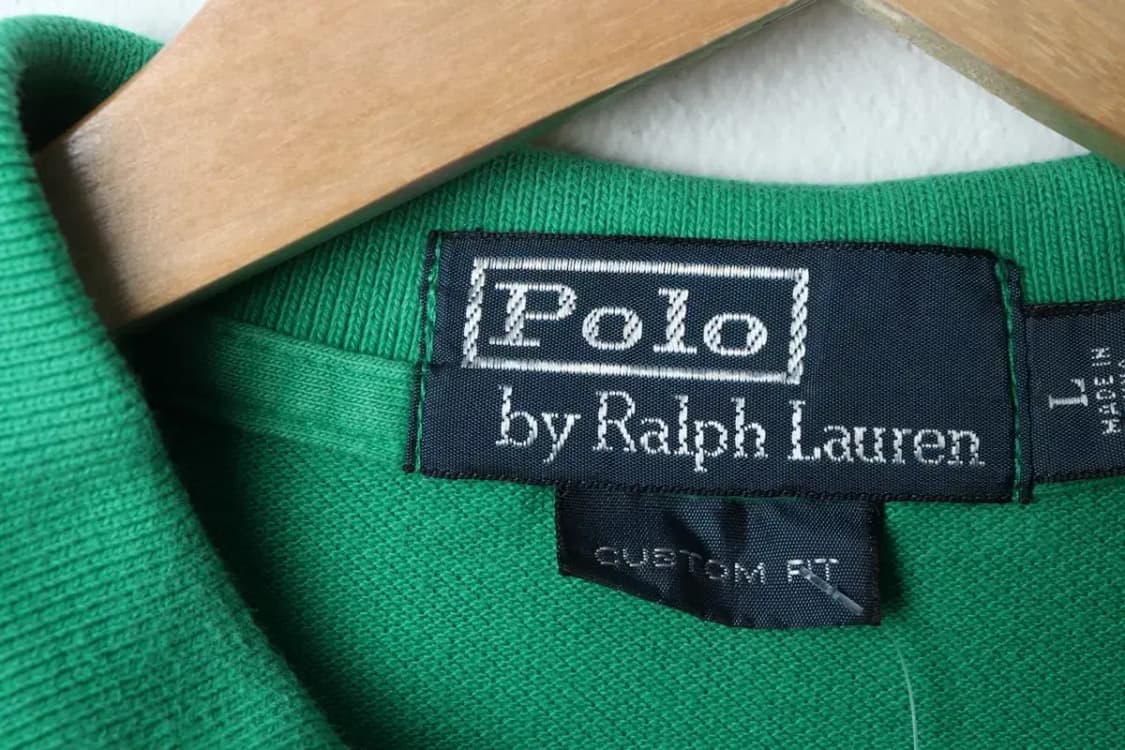 Polo
by Ralph Lauren
CUSTOM FIT
L
MADE IN